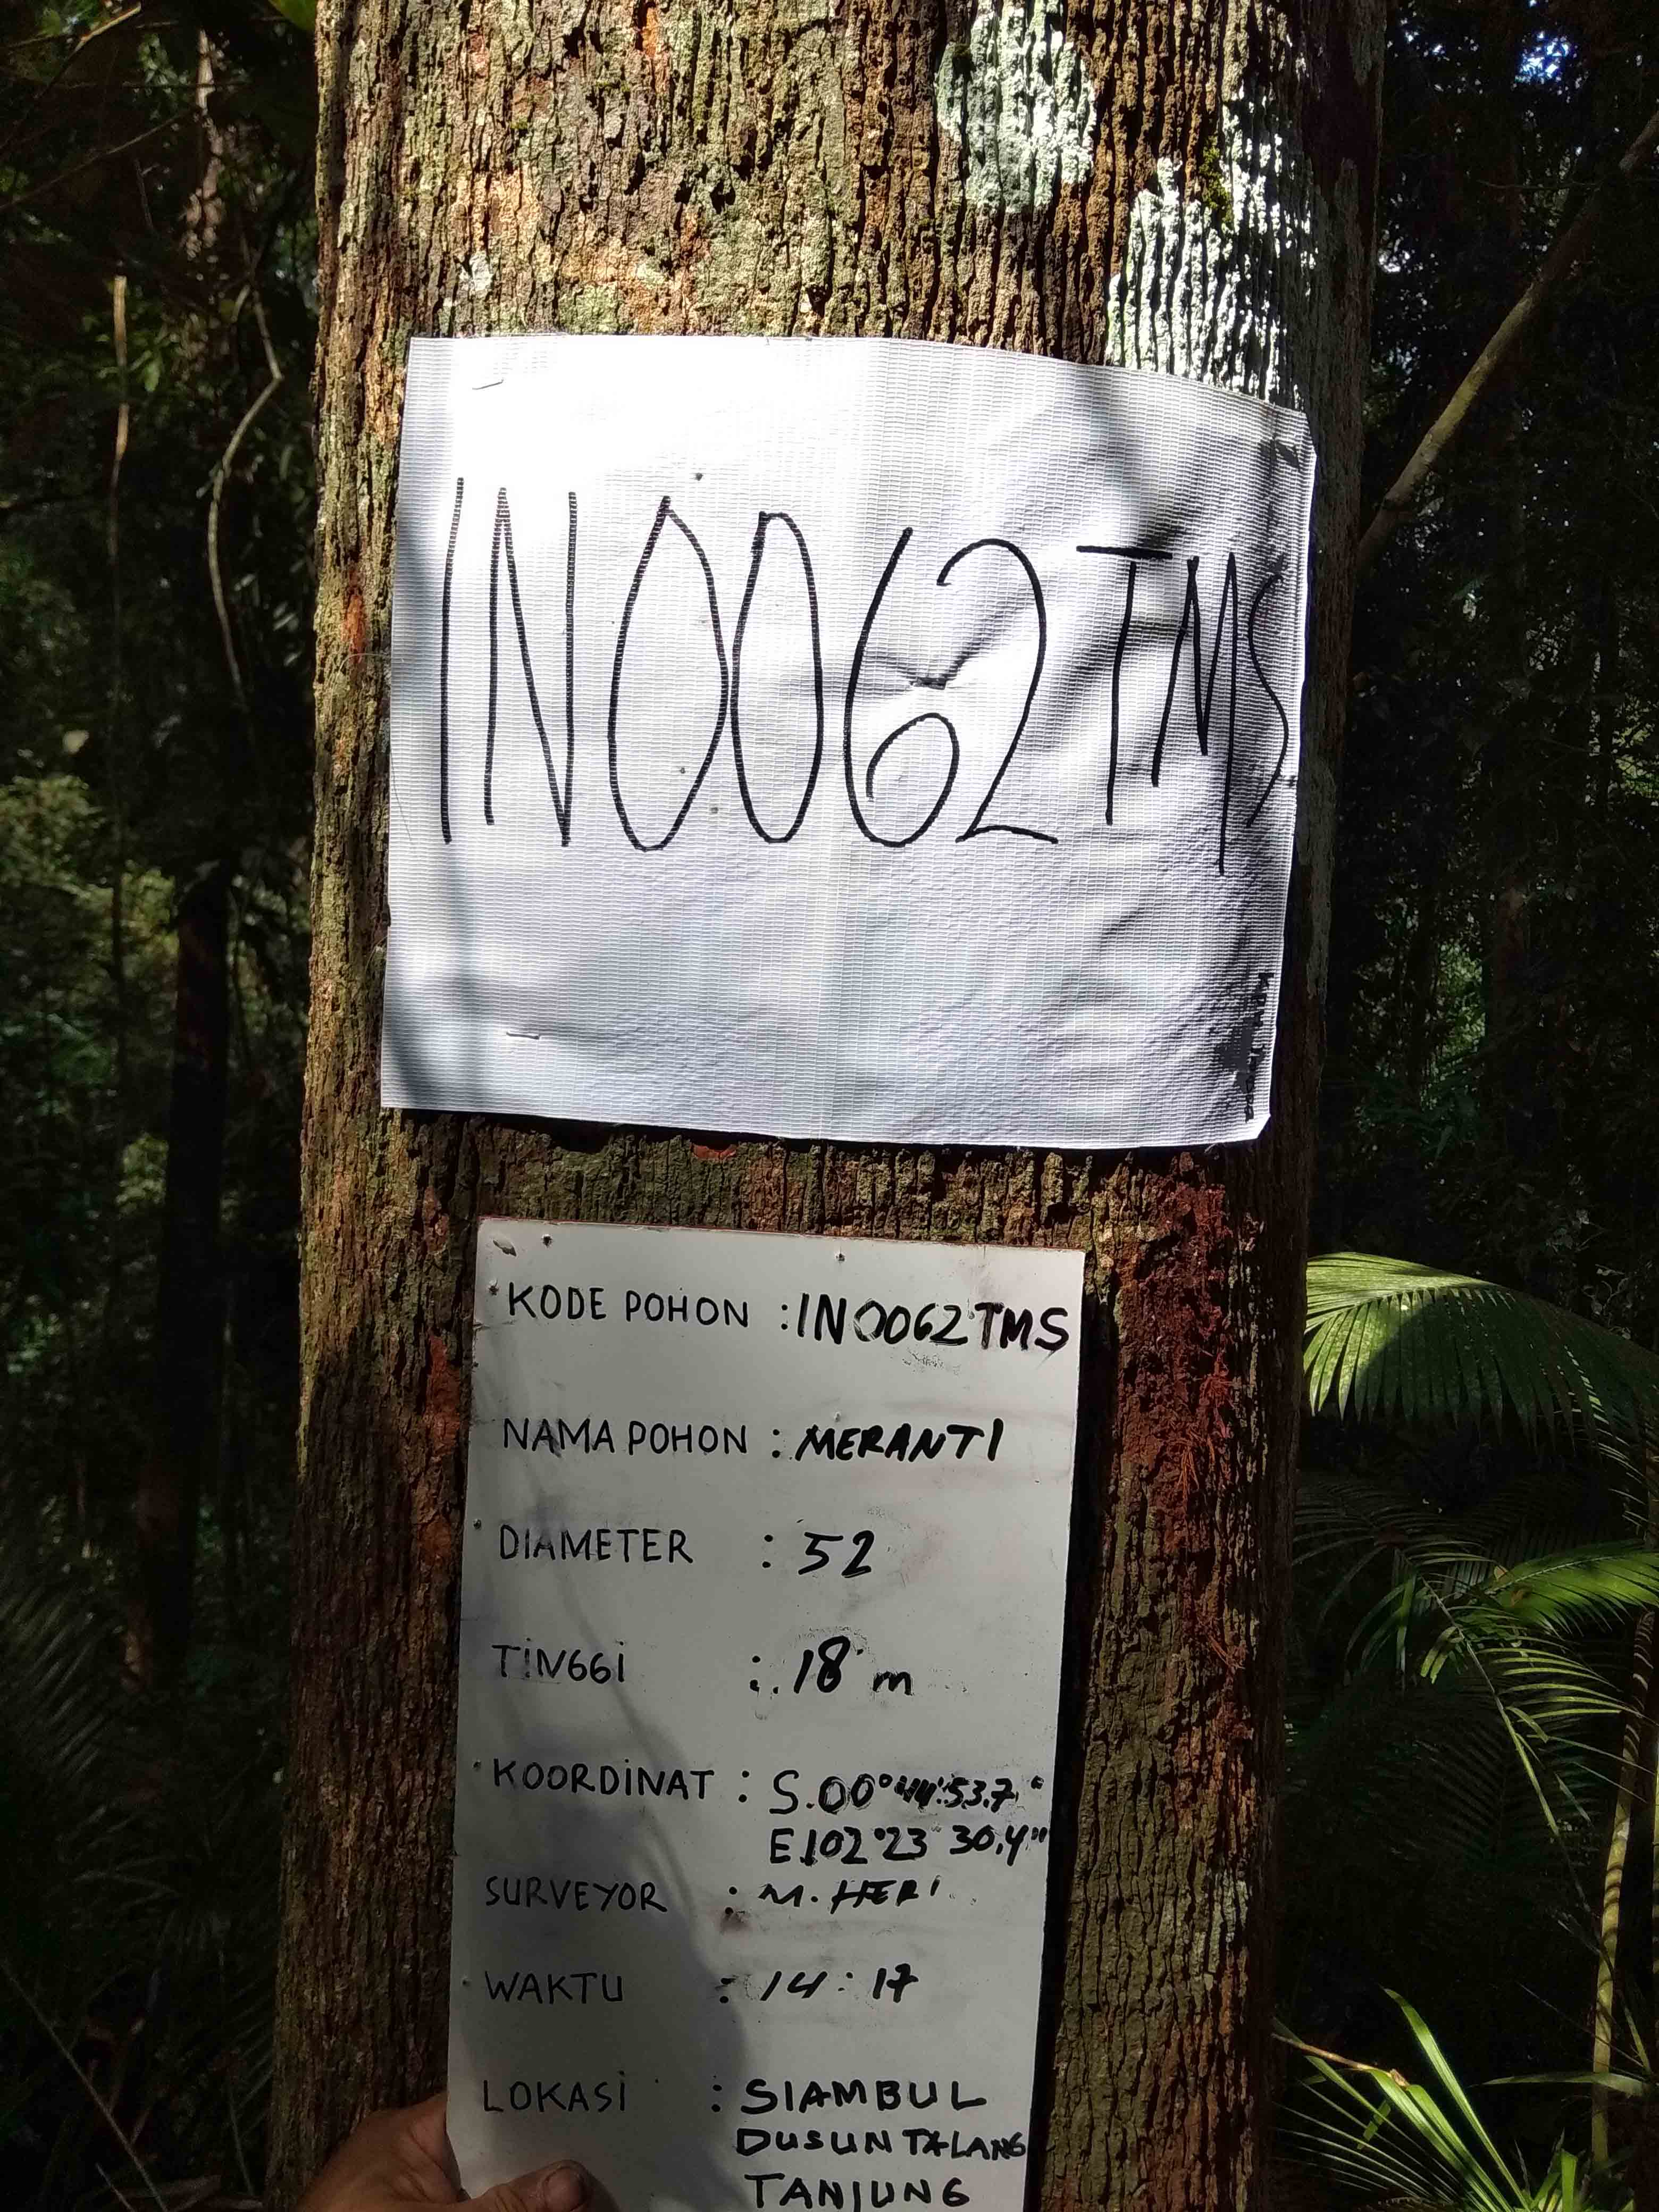 IN0062TMS
KODE POHON : IN0062TMS
NAMA POHON : MERANTI
DIAMETER : 52
TINGGI : 18 m
KOORDINAT : S.00°44'53.7"
E.102°23'30.4"
SURVEYOR : M. HERI
WAKTU : 14:17
LOKASI : SIAMBUL
DUSUN TALANG
TANJUNG